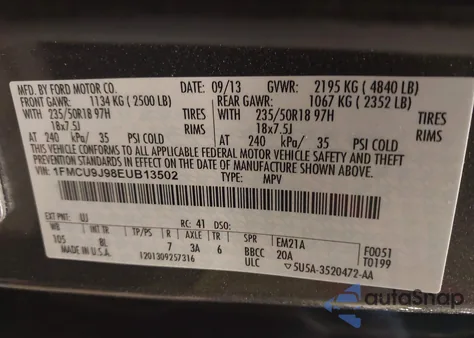 MFD. BY FORD MOTOR CO.
DATE: 09/13 GVWR: 2195 KG ( 4840 LB)
FRONT GAWR: 1134 KG ( 2500 LB) REAR GAWR: 1067 KG ( 2352 LB)
WITH 235/50R18 97H TIRES WITH 235/50R18 97H TIRES
18x7.5J RIMS 18x7.5J RIMS
AT 240 kPa/ 35 PSI COLD AT 240 kPa/ 35 PSI COLD
THIS VEHICLE CONFORMS TO ALL APPLICABLE FEDERAL MOTOR VEHICLE SAFETY AND BUMPER
STANDARDS IN EFFECT ON THE DATE OF MANUFACTURE SHOWN ABOVE.
VIN: 1FMCU9J98EUB13502
TYPE: MPV
EXT PNT: UJ RC: 41 DSO:
WB TP/PS R AXLE TR SPR EM21A F0051
105 BL 7 3A 6 BBCC 20A T0199
MADE IN U.S.A. 1201309257316 ULC 5U5A-3520472-AA
autoSnap